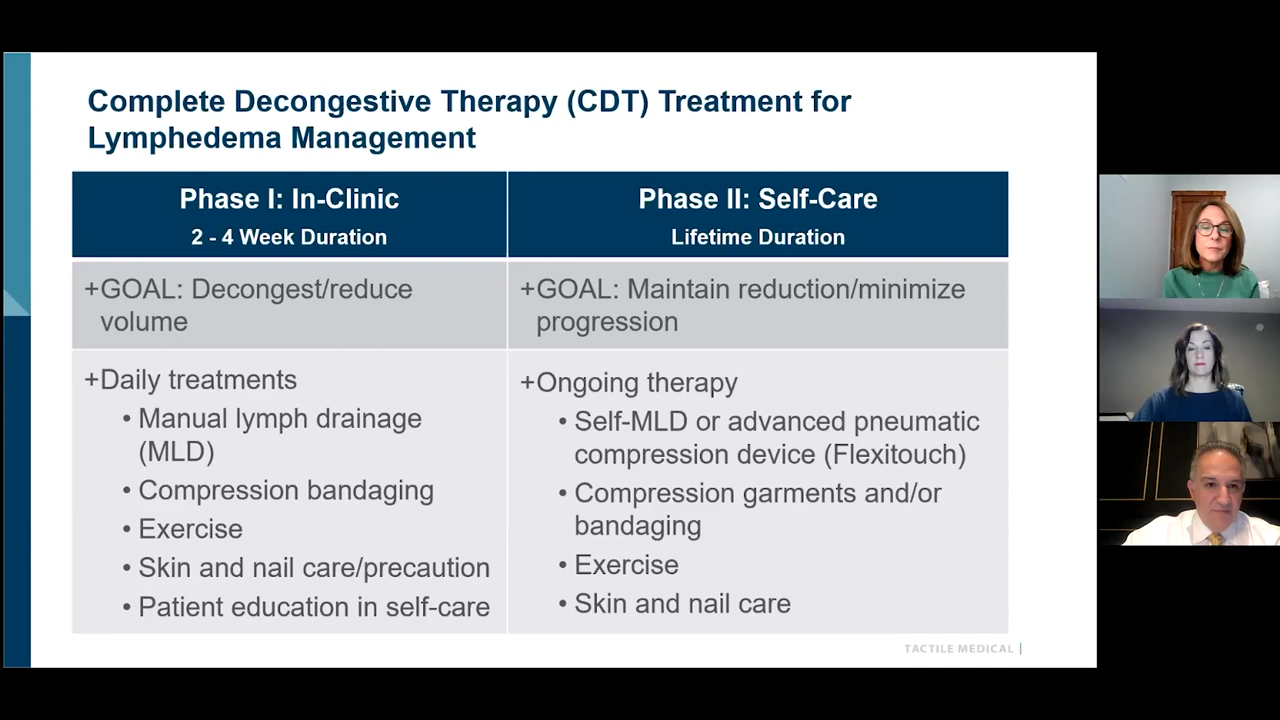 Complete Decongestive Therapy (CDT) Treatment for
Lymphedema Management
Phase I: In-Clinic
2 - 4 Week Duration
Phase II: Self-Care
Lifetime Duration
+GOAL: Decongest/reduce
volume
+GOAL: Maintain reduction/minimize
progression
+Daily treatments
• Manual lymph drainage
(MLD)
• Compression bandaging
• Exercise
• Skin and nail care/precaution
• Patient education in self-care
+Ongoing therapy
• Self-MLD or advanced pneumatic
compression device (Flexitouch)
• Compression garments and/or
bandaging
• Exercise
• Skin and nail care
TACTILE MEDICAL |